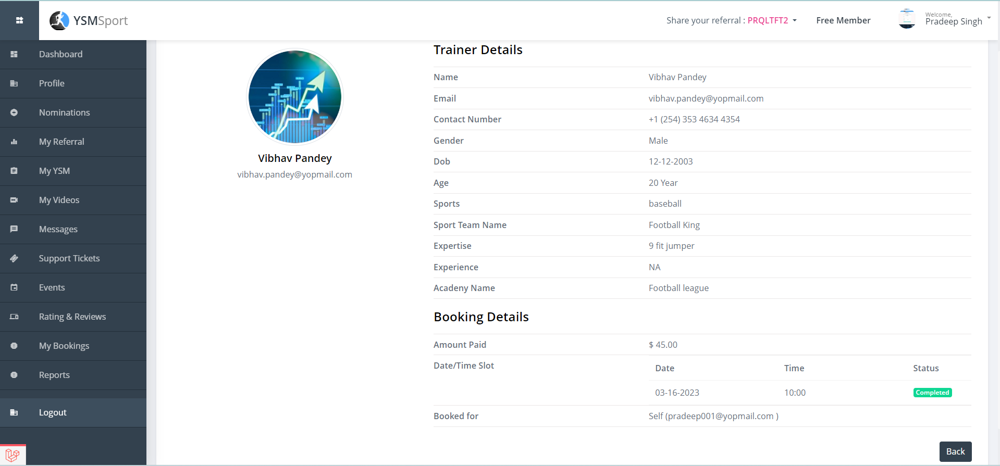 YSMSport
Share your referral : PRQLTFT2
Free Member
Welcome,
Pradeep Singh
Dashboard
Profile
Nominations
My Referral
My YSM
My Videos
Messages
Support Tickets
Events
Rating & Reviews
My Bookings
Reports
Logout
Vibhav Pandey
vibhav.pandey@yopmail.com
Trainer Details
Name Vibhav Pandey
Email vibhav.pandey@yopmail.com
Contact Number +1 (254) 353 4634 4354
Gender Male
Dob 12-12-2003
Age 20 Year
Sports baseball
Sport Team Name Football King
Expertise 9 fit jumper
Experience NA
Acadeny Name Football league
Booking Details
Amount Paid $ 45.00
Date/Time Slot Date Time Status
03-16-2023 10:00 Completed
Booked for Self (pradeep001@yopmail.com )
Back